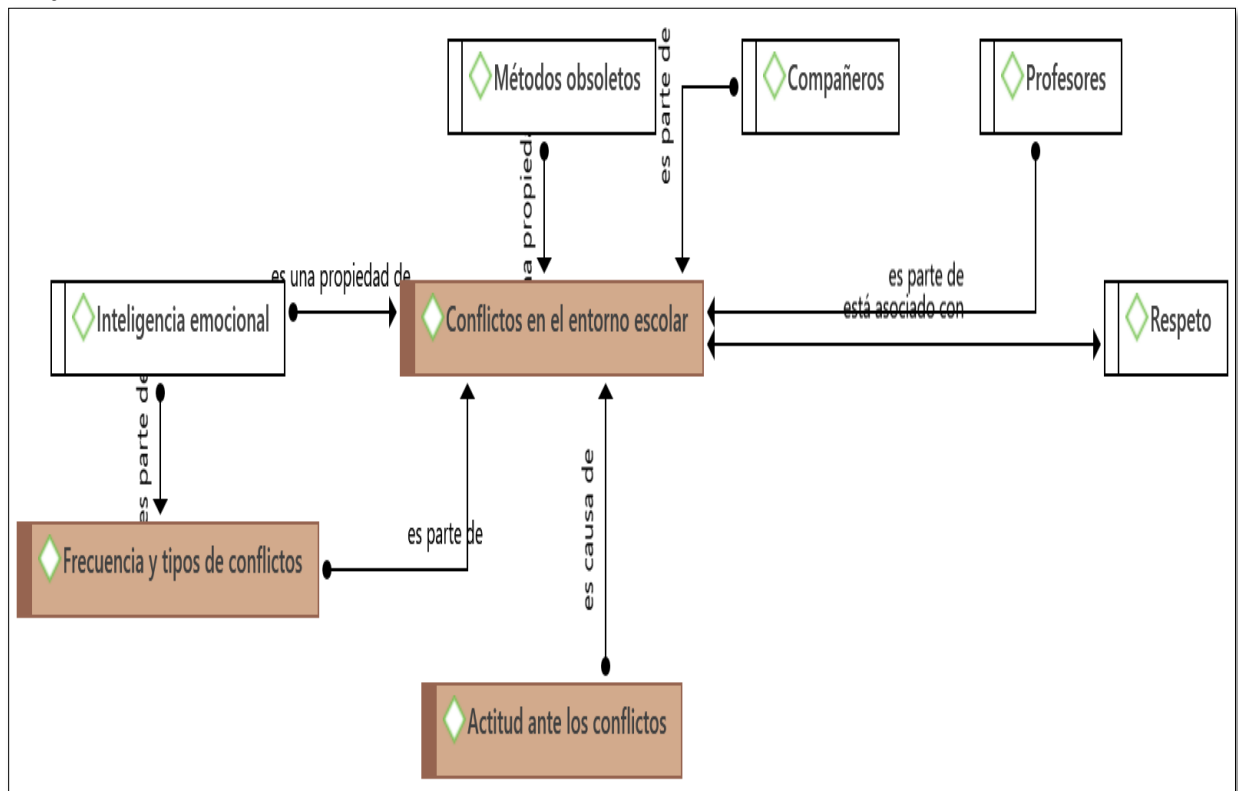 Métodos obsoletos
es parte de
Compañeros
Profesores
propiedad
es una propiedad de
es parte de
Inteligencia emocional
Conflictos en el entorno escolar
está asociado con
Respeto
es parte de
es parte de
Frecuencia y tipos de conflictos
es causa de
Actitud ante los conflictos